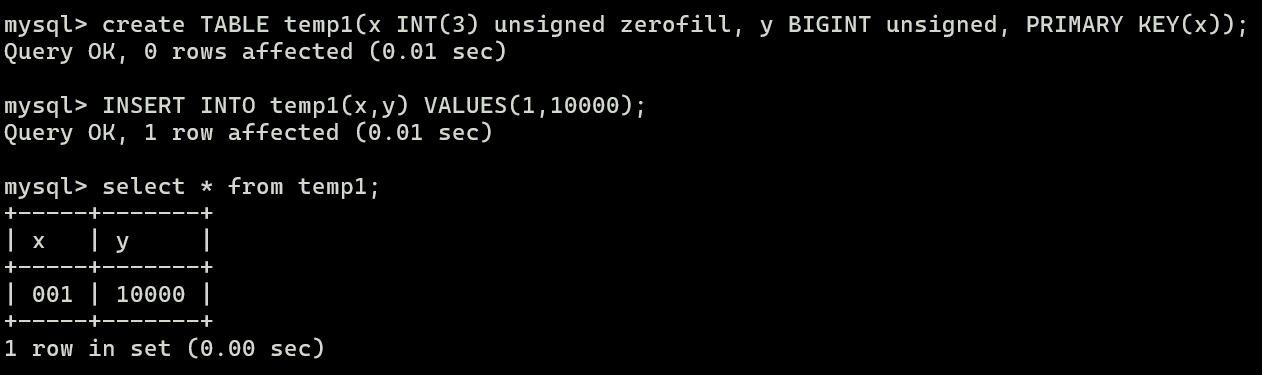 mysql> create TABLE temp1(x INT(3) unsigned zerofill, y BIGINT unsigned, PRIMARY KEY(x));
Query OK, 0 rows affected (0.01 sec)

mysql> INSERT INTO temp1(x,y) VALUES(1,10000);
Query OK, 1 row affected (0.01 sec)

mysql> select * from temp1;
+-----+-------+
| x   | y     |
+-----+-------+
| 001 | 10000 |
+-----+-------+
1 row in set (0.00 sec)